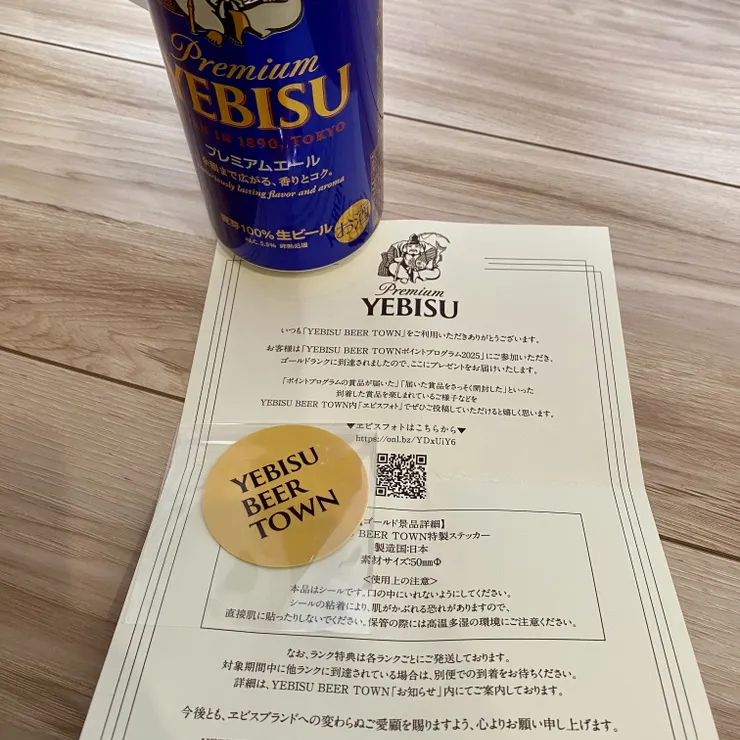 Premium
YEBISU
IN 1890, TOKYO
プレミアムエール
まで広がる、香りとコク。
lasting flavor and aroma
100%生ビール
お酒
Premium
YEBISU
いつも「YEBISU BEER TOWN」をご利用いただきありがとうございます。
お客様は「YEBISU BEER TOWNポイントプログラム2025」にご参加いただき、
ゴールドランクに到達されましたので、ここにプレゼントをお届けいたします。
「ポイントプログラムの賞品が届いた」「届いた賞品をさっそく開封した」といった
到着した賞品を楽しまれているご様子などを
YEBISU BEER TOWN内「ヱビスフォト」でぜひご投稿していただけると嬉しく思います。
▼ヱビスフォトはこちらから▼
https://onl.bz/YDxUiY6
YEBISU
BEER
TOWN
ゴールド景品詳細】
BEER TOWN特製ステッカー
製造国:日本
素材サイズ:50mmΦ
<使用上の注意>
本品はシールです。口の中にいれないようにしてください。
シールの粘着により、肌がかぶれる恐れがありますので、
直接肌に貼ったりしないでください。保管の際には高温多湿の環境にご注意ください。
なお、ランク特典は各ランクごとにご発送しております。
対象期間中に他ランクに到達されている場合は、別便での到着をお待ちください。
詳細は、YEBISU BEER TOWN「お知らせ」内にてご案内しております。
今後とも、ヱビスブランドへの変わらぬご愛顧を賜りますよう、心よりお願い申し上げます。